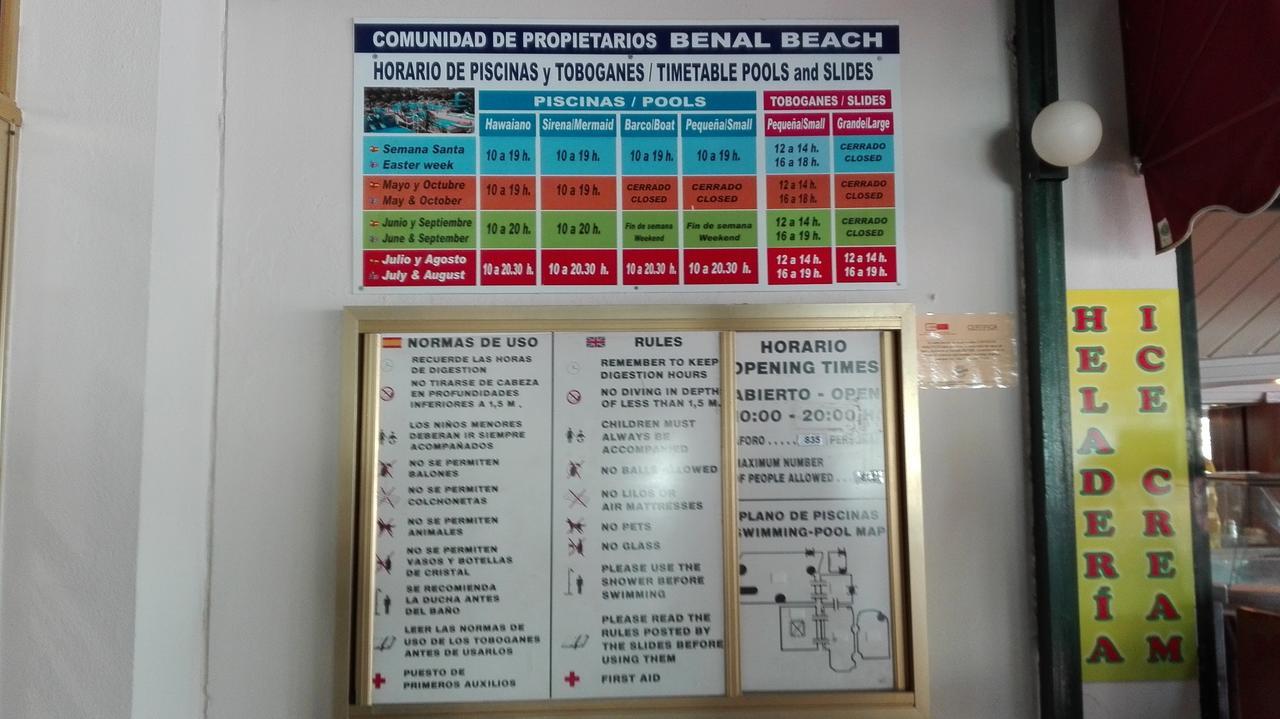 COMUNIDAD DE PROPIETARIOS BENAL BEACH
HORARIO DE PISCINAS y TOBOGANES / TIMETABLE POOLS and SLIDES
PISCINAS / POOLS TOBOGANES / SLIDES
Hawaiano Sirena/Mermaid Barco/Boat Pequeña/Small Pequeña/Small Grande/Large
Semana Santa
Easter week
10 a 19 h. 10 a 19 h. 10 a 19 h. 10 a 19 h.
12 a 14 h.
16 a 18 h.
CERRADO
CLOSED
Mayo y Octubre
May & October
10 a 19 h. 10 a 19 h.
CERRADO
CLOSED
CERRADO
CLOSED
12 a 14 h.
16 a 18 h.
CERRADO
CLOSED
Junio y Septiembre
June & September
10 a 20 h. 10 a 20 h.
Fin de semana
Weekend
Fin de semana
Weekend
12 a 14 h.
16 a 19 h.
CERRADO
CLOSED
Julio y Agosto
July & August
10 a 20.30 h. 10 a 20.30 h. 10 a 20.30 h. 10 a 20.30 h.
12 a 14 h.
16 a 19 h.
12 a 14 h.
16 a 19 h.
NORMAS DE USO
RECUERDE LAS HORAS
DE DIGESTION
NO TIRARSE DE CABEZA
EN PROFUNDIDADES
INFERIORES A 1,5 M.
LOS NIÑOS MENORES
DEBERAN IR SIEMPRE
ACOMPAÑADOS
NO SE PERMITEN
BALONES
NO SE PERMITEN
COLCHONETAS
NO SE PERMITEN
ANIMALES
NO SE PERMITEN
VASOS Y BOTELLAS
DE CRISTAL
SE RECOMIENDA
LA DUCHA ANTES
DEL BAÑO
LEER LAS NORMAS DE
USO DE LOS TOBOGANES
ANTES DE USARLOS
PUESTO DE
PRIMEROS AUXILIOS
RULES
REMEMBER TO KEEP
DIGESTION HOURS
NO DIVING IN DEPTH
OF LESS THAN 1,5 M.
CHILDREN MUST
ALWAYS BE
ACCOMPANIED
NO BALLS ALLOWED
NO LILOS OR
AIR MATTRESSES
NO PETS
NO GLASS
PLEASE USE THE
SHOWER BEFORE
SWIMMING
PLEASE READ THE
RULES POSTED BY
THE SLIDES BEFORE
USING THEM
FIRST AID
HORARIO
OPENING TIMES
ABIERTO - OPEN
10:00 - 20:00 H
AFORO ..... 835 PERSONA
MAXIMUM NUMBER
OF PEOPLE ALLOWED ...
PLANO DE PISCINAS
SWIMMING-POOL MAP
CERTIFICA
HELADERÍA
ICE CREAM